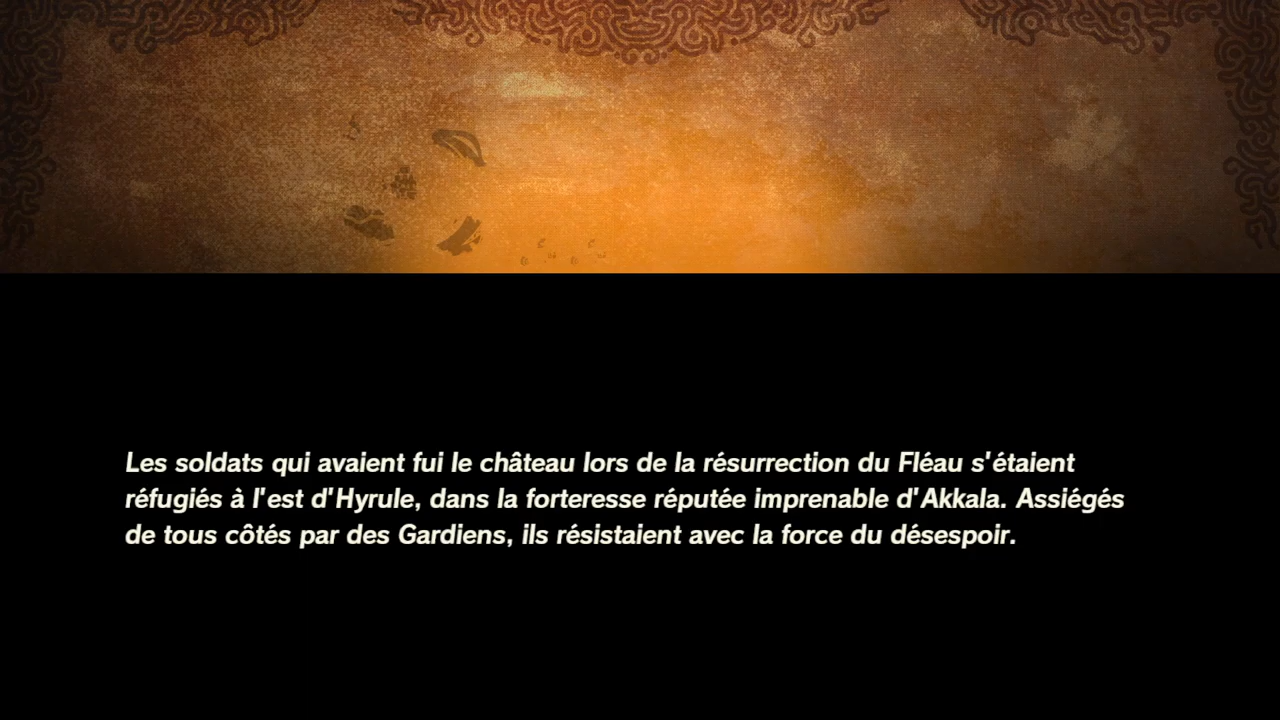 Les soldats qui avaient fui le château lors de la résurrection du Fléau s'étaient
réfugiés à l'est d'Hyrule, dans la forteresse réputée imprenable d'Akkala. Assiégés
de tous côtés par des Gardiens, ils résistaient avec la force du désespoir.